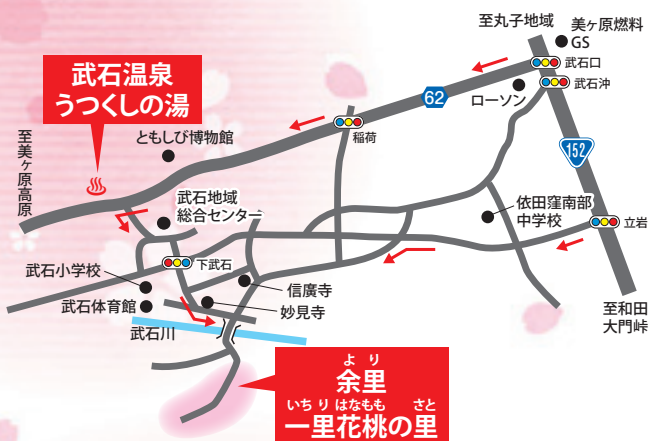 至丸子地域
美ヶ原燃料
GS
武石口
武石沖
ローソン
62
稲荷
152
武石温泉
うつくしの湯
ともしび博物館
至美ヶ原高原
武石地域
総合センター
依田窪南部
中学校
立岩
下武石
武石小学校
信廣寺
武石体育館
妙見寺
武石川
至和田
大門峠
より
余里
いちりはなもも さと
一里花桃の里